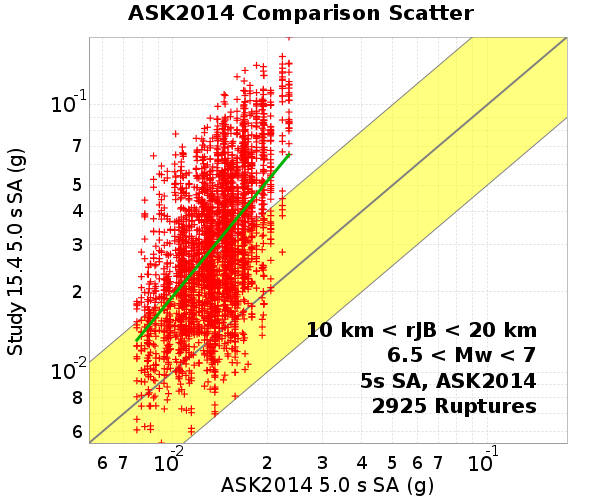 ASK2014 Comparison Scatter
Study 15.4 5.0 s SA (g)
10⁻¹
7
5
4
3
2
10⁻²
8
6
10 km < rJB < 20 km
6.5 < Mw < 7
5s SA, ASK2014
2925 Ruptures
6 7 10⁻² 2 3 4 5 6 7 10⁻¹
ASK2014 5.0 s SA (g)